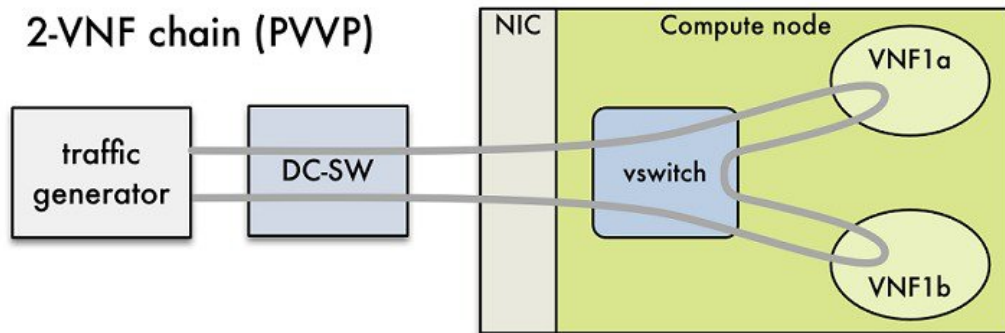 2-VNF chain (PVVP)
NIC
Compute node
VNF1a
traffic
generator
DC-SW
vswitch
VNF1b